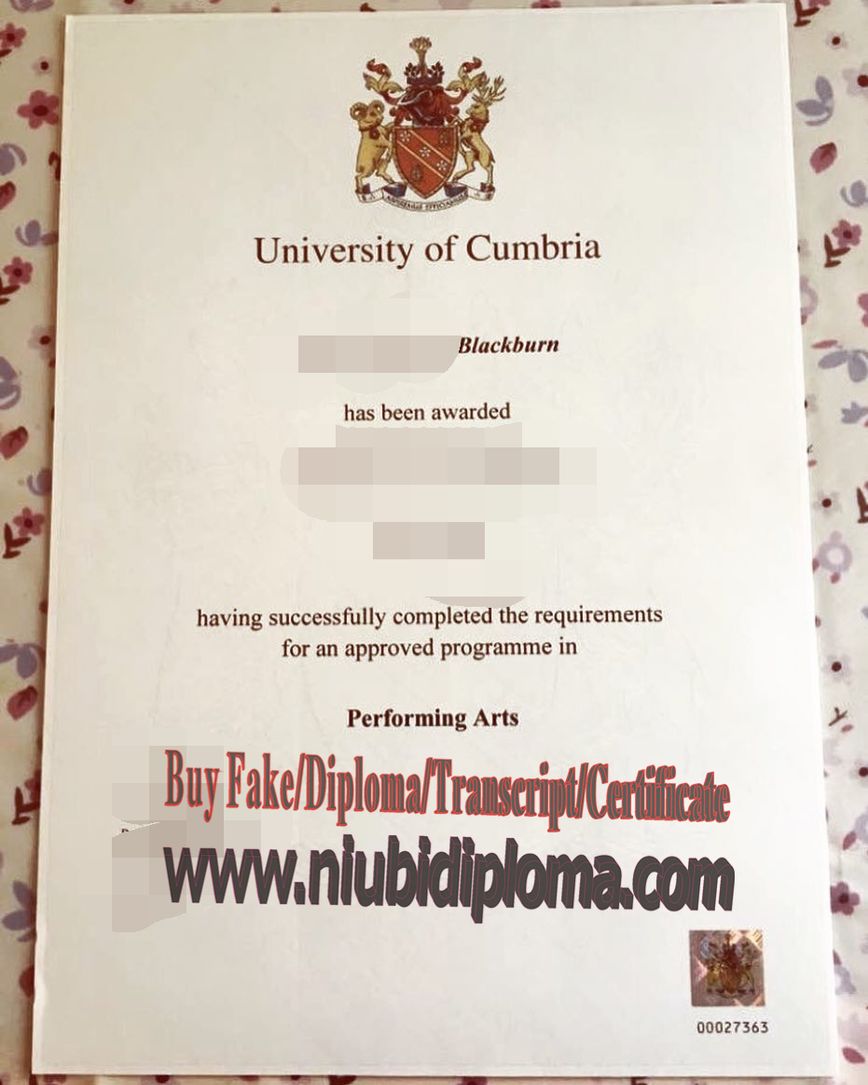 University of Cumbria
Blackburn
has been awarded
having successfully completed the requirements
for an approved programme in
Performing Arts
Buy Fake/Diploma/Transcript/Certificate
www.niubidiploma.com
00027363